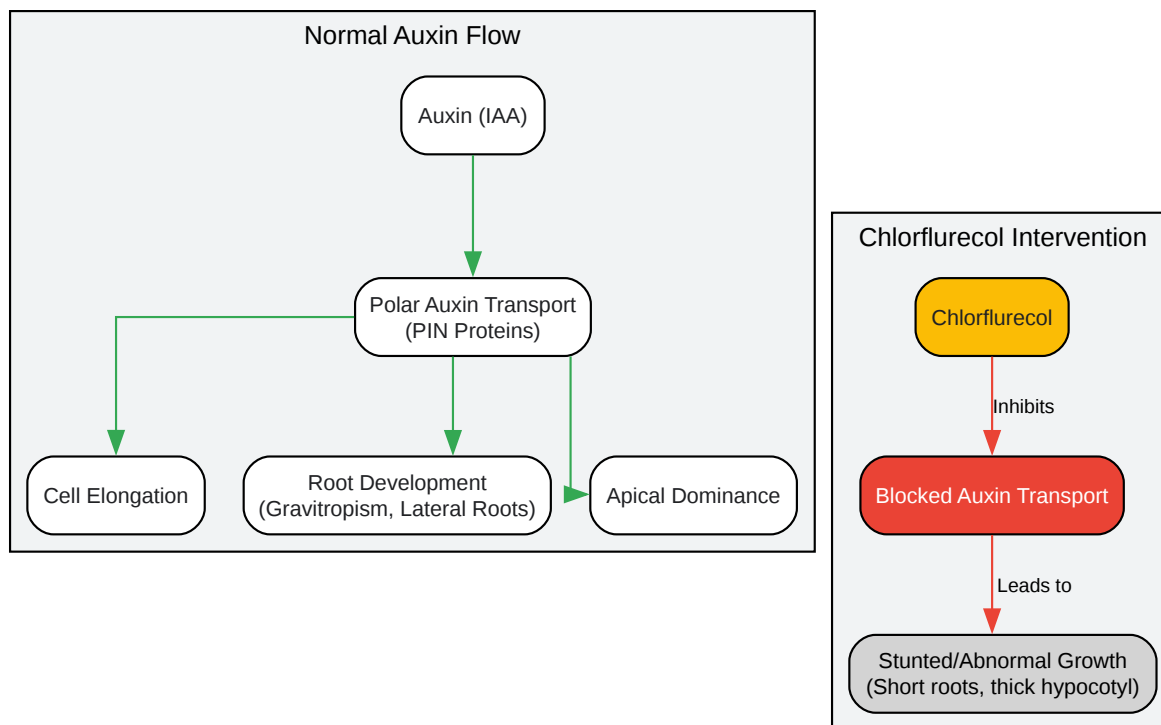 Normal Auxin Flow
Auxin (IAA)
Polar Auxin Transport
(PIN Proteins)
Cell Elongation
Root Development
(Gravitropism, Lateral Roots)
Apical Dominance
Chlorflurecol Intervention
Chlorflurecol
Inhibits
Blocked Auxin Transport
Leads to
Stunted/Abnormal Growth
(Short roots, thick hypocotyl)